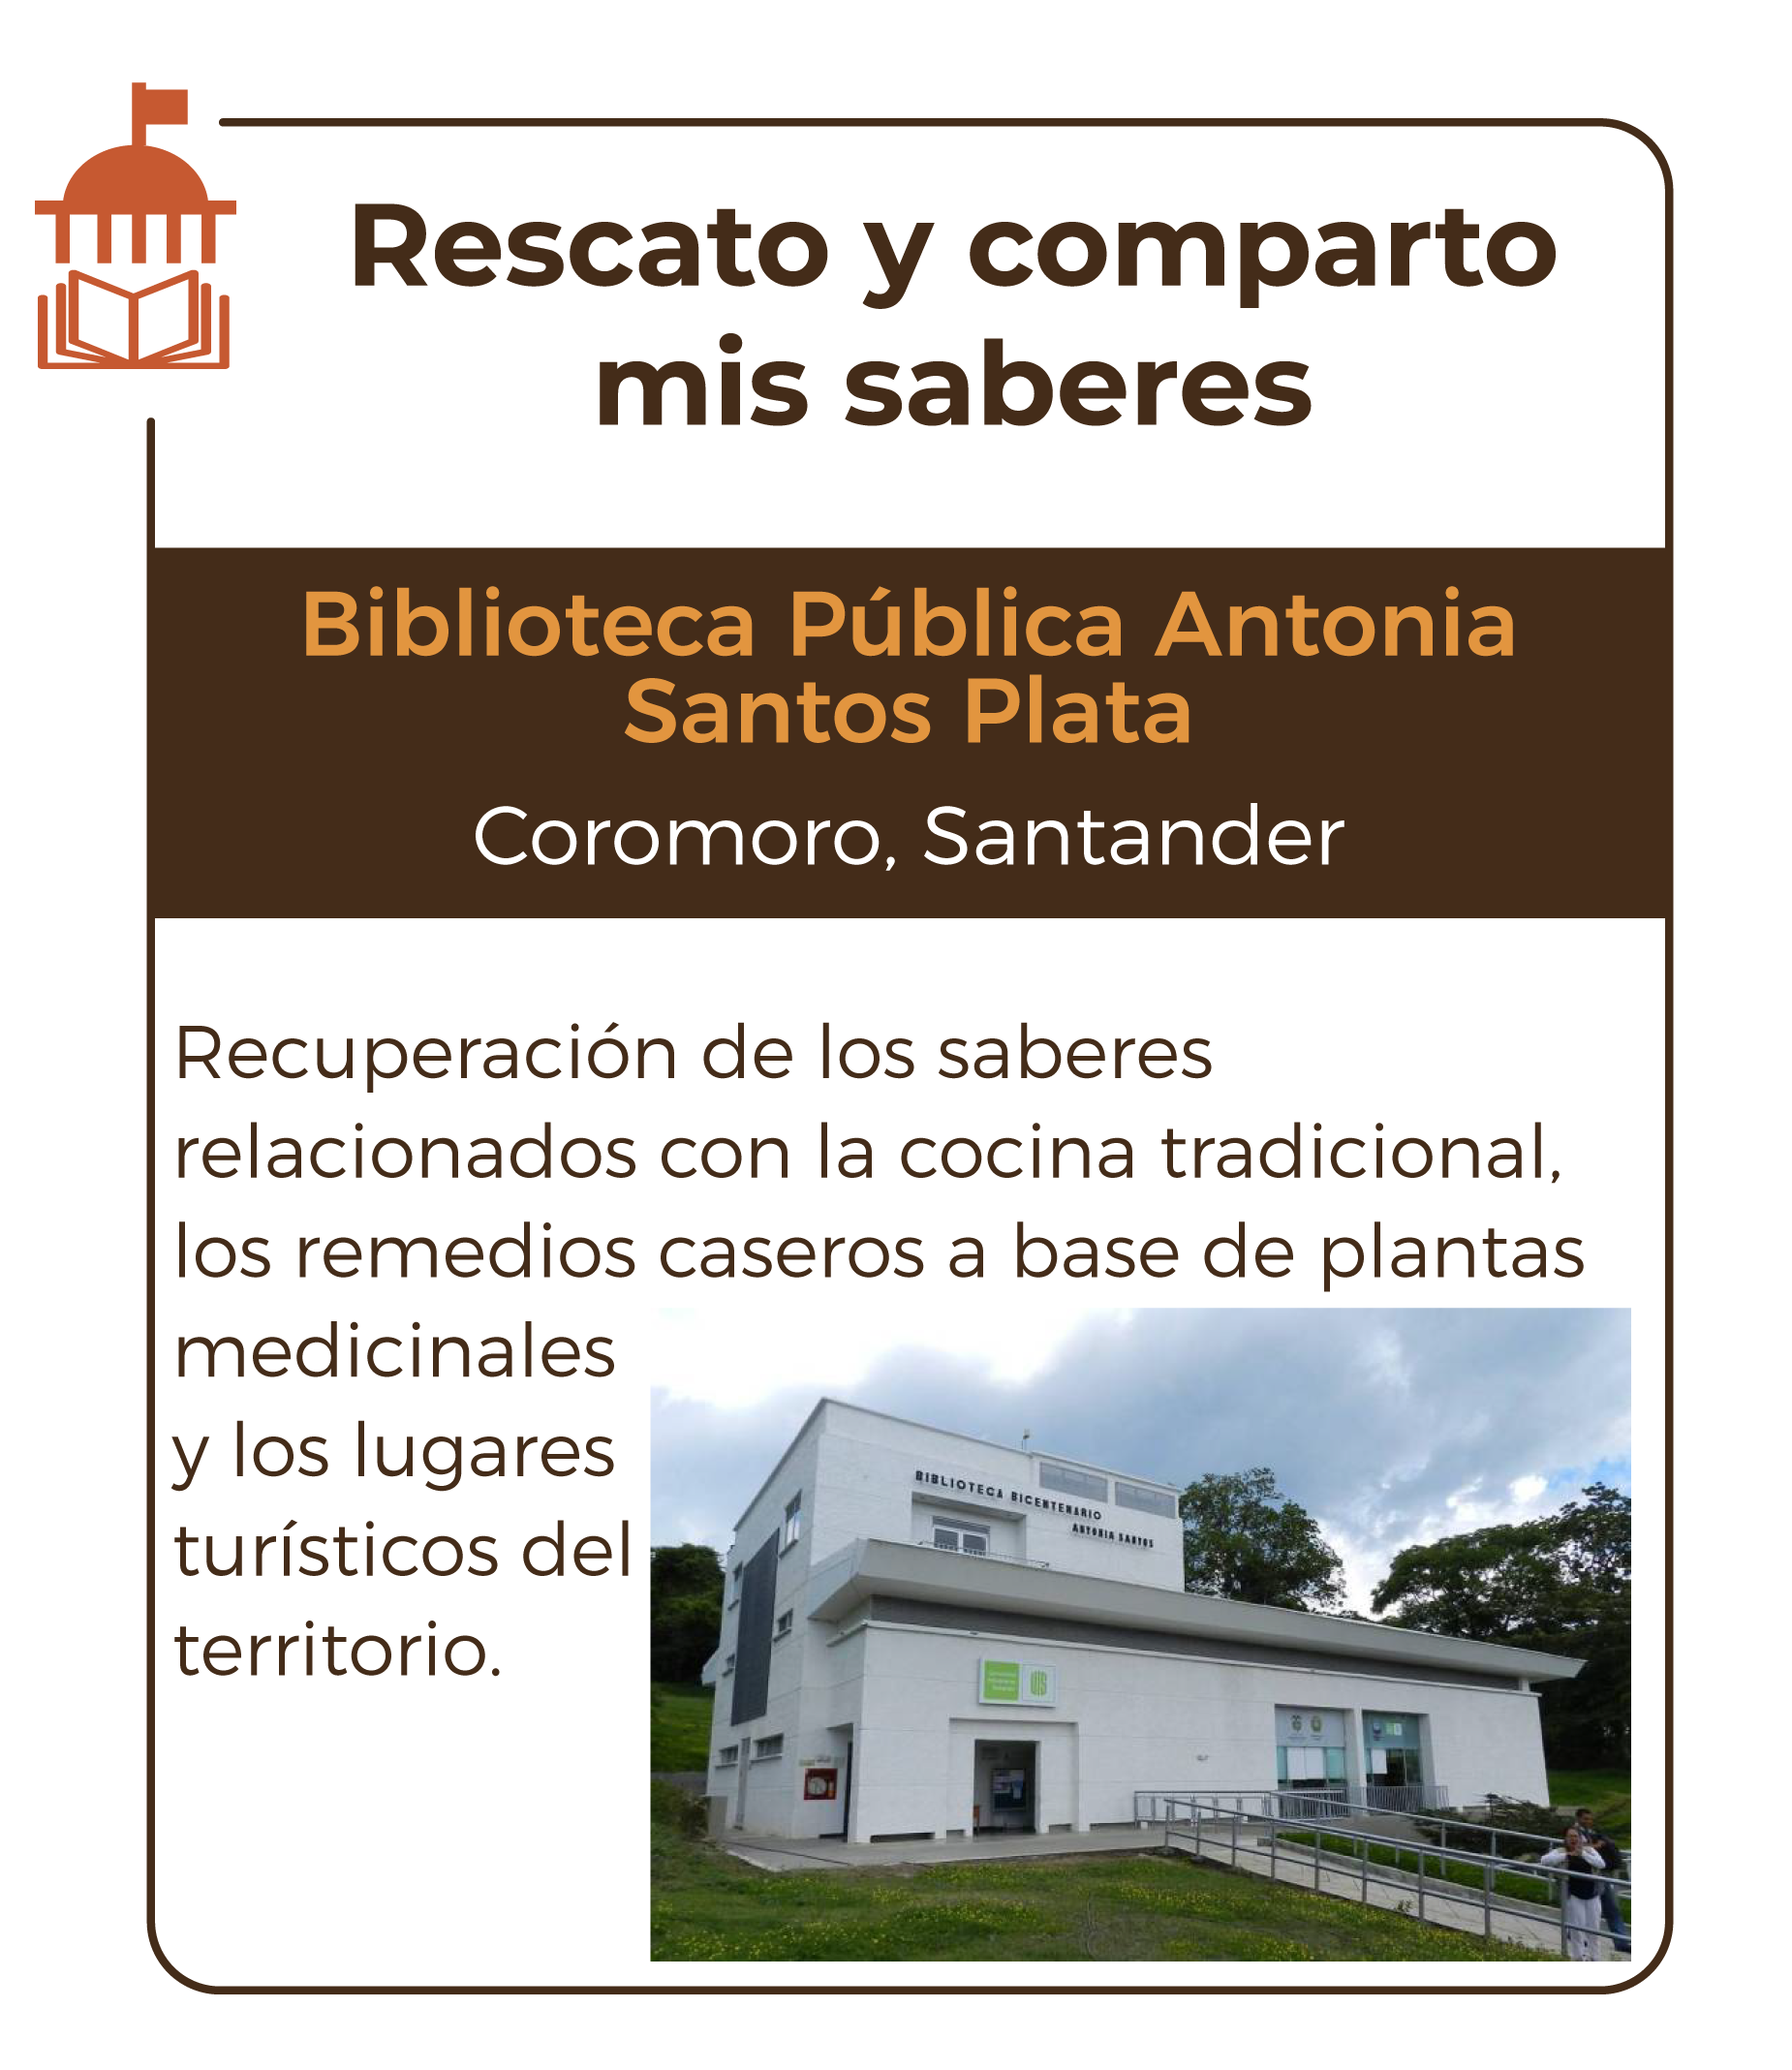 Rescato y comparto
mis saberes
Biblioteca Pública Antonia
Santos Plata
Coromoro, Santander
Recuperación de los saberes
relacionados con la cocina tradicional,
los remedios caseros a base de plantas
medicinales
y los lugares
turísticos del
territorio.
BIBLIOTECA BICENTENARIO
ANTONIA SANTOS
UIS